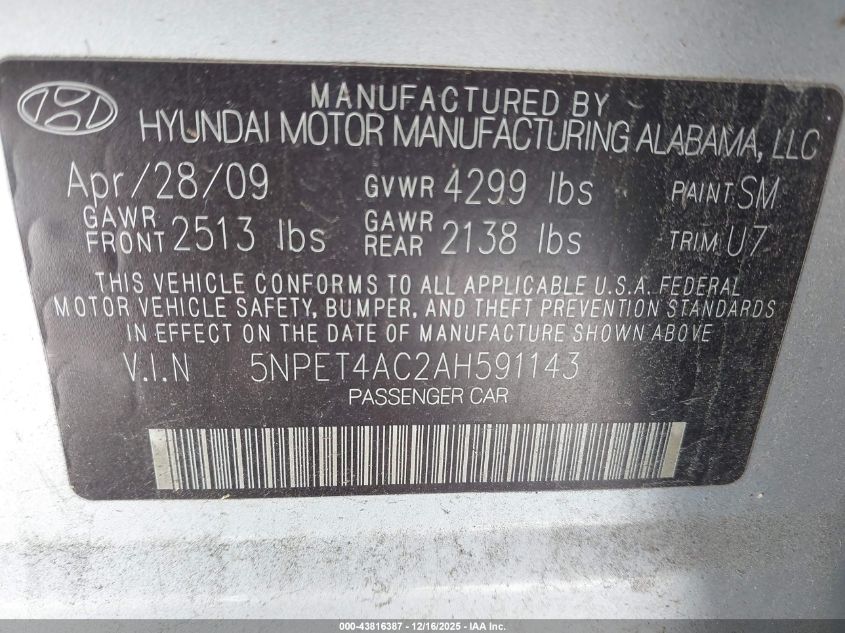 MANUFACTURED BY
HYUNDAI MOTOR MANUFACTURING ALABAMA, LLC
Apr/28/09 GVWR 4299 lbs PAINT: SM
GAWR FRONT 2513 lbs GAWR REAR 2138 lbs TRIM: U7
THIS VEHICLE CONFORMS TO ALL APPLICABLE U.S.A. FEDERAL
MOTOR VEHICLE SAFETY, BUMPER, AND THEFT PREVENTION STANDARDS
IN EFFECT ON THE DATE OF MANUFACTURE SHOWN ABOVE
V.I.N 5NPET4AC2AH591143
PASSENGER CAR
000-43816387 - 12/16/2025 - IAA Inc.